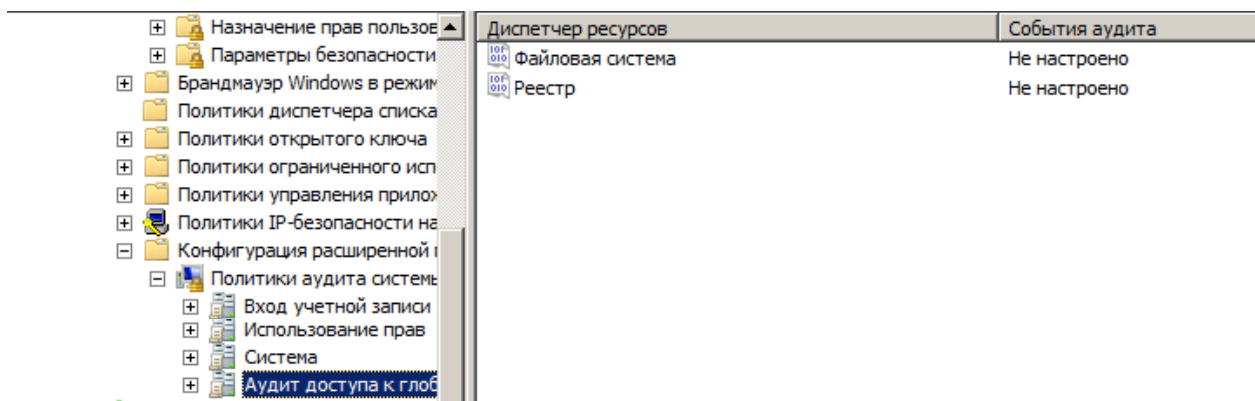 Назначение прав пользов
Параметры безопасности
Брандмауэр Windows в режим
Политики диспетчера списка
Политики открытого ключа
Политики ограниченного исп
Политики управления прилож
Политики IP-безопасности на
Конфигурация расширенной п
Политики аудита системы
Вход учетной записи
Использование прав
Система
Аудит доступа к глоб
Диспетчер ресурсов События аудита
Файловая система Не настроено
Реестр Не настроено